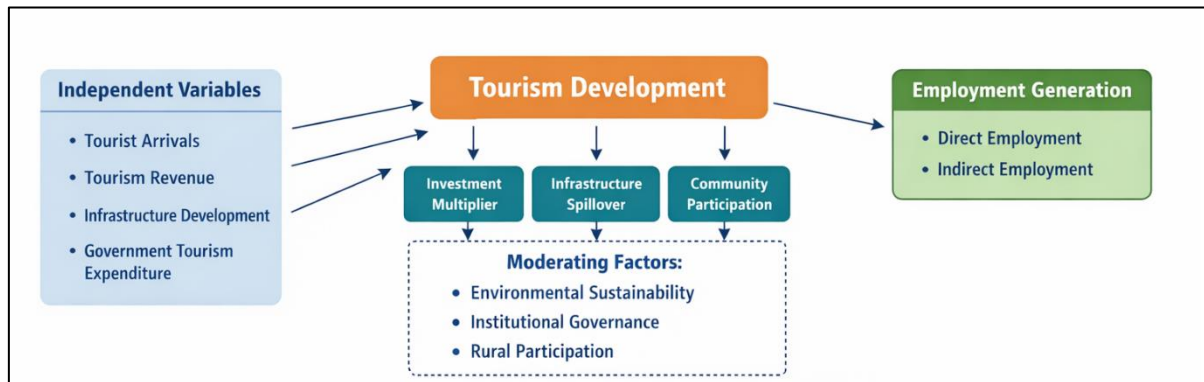 Independent Variables
• Tourist Arrivals
• Tourism Revenue
• Infrastructure Development
• Government Tourism
Expenditure
Tourism Development
Investment
Multiplier
Infrastructure
Spillover
Community
Participation
Moderating Factors:
• Environmental Sustainability
• Institutional Governance
• Rural Participation
Employment Generation
• Direct Employment
• Indirect Employment